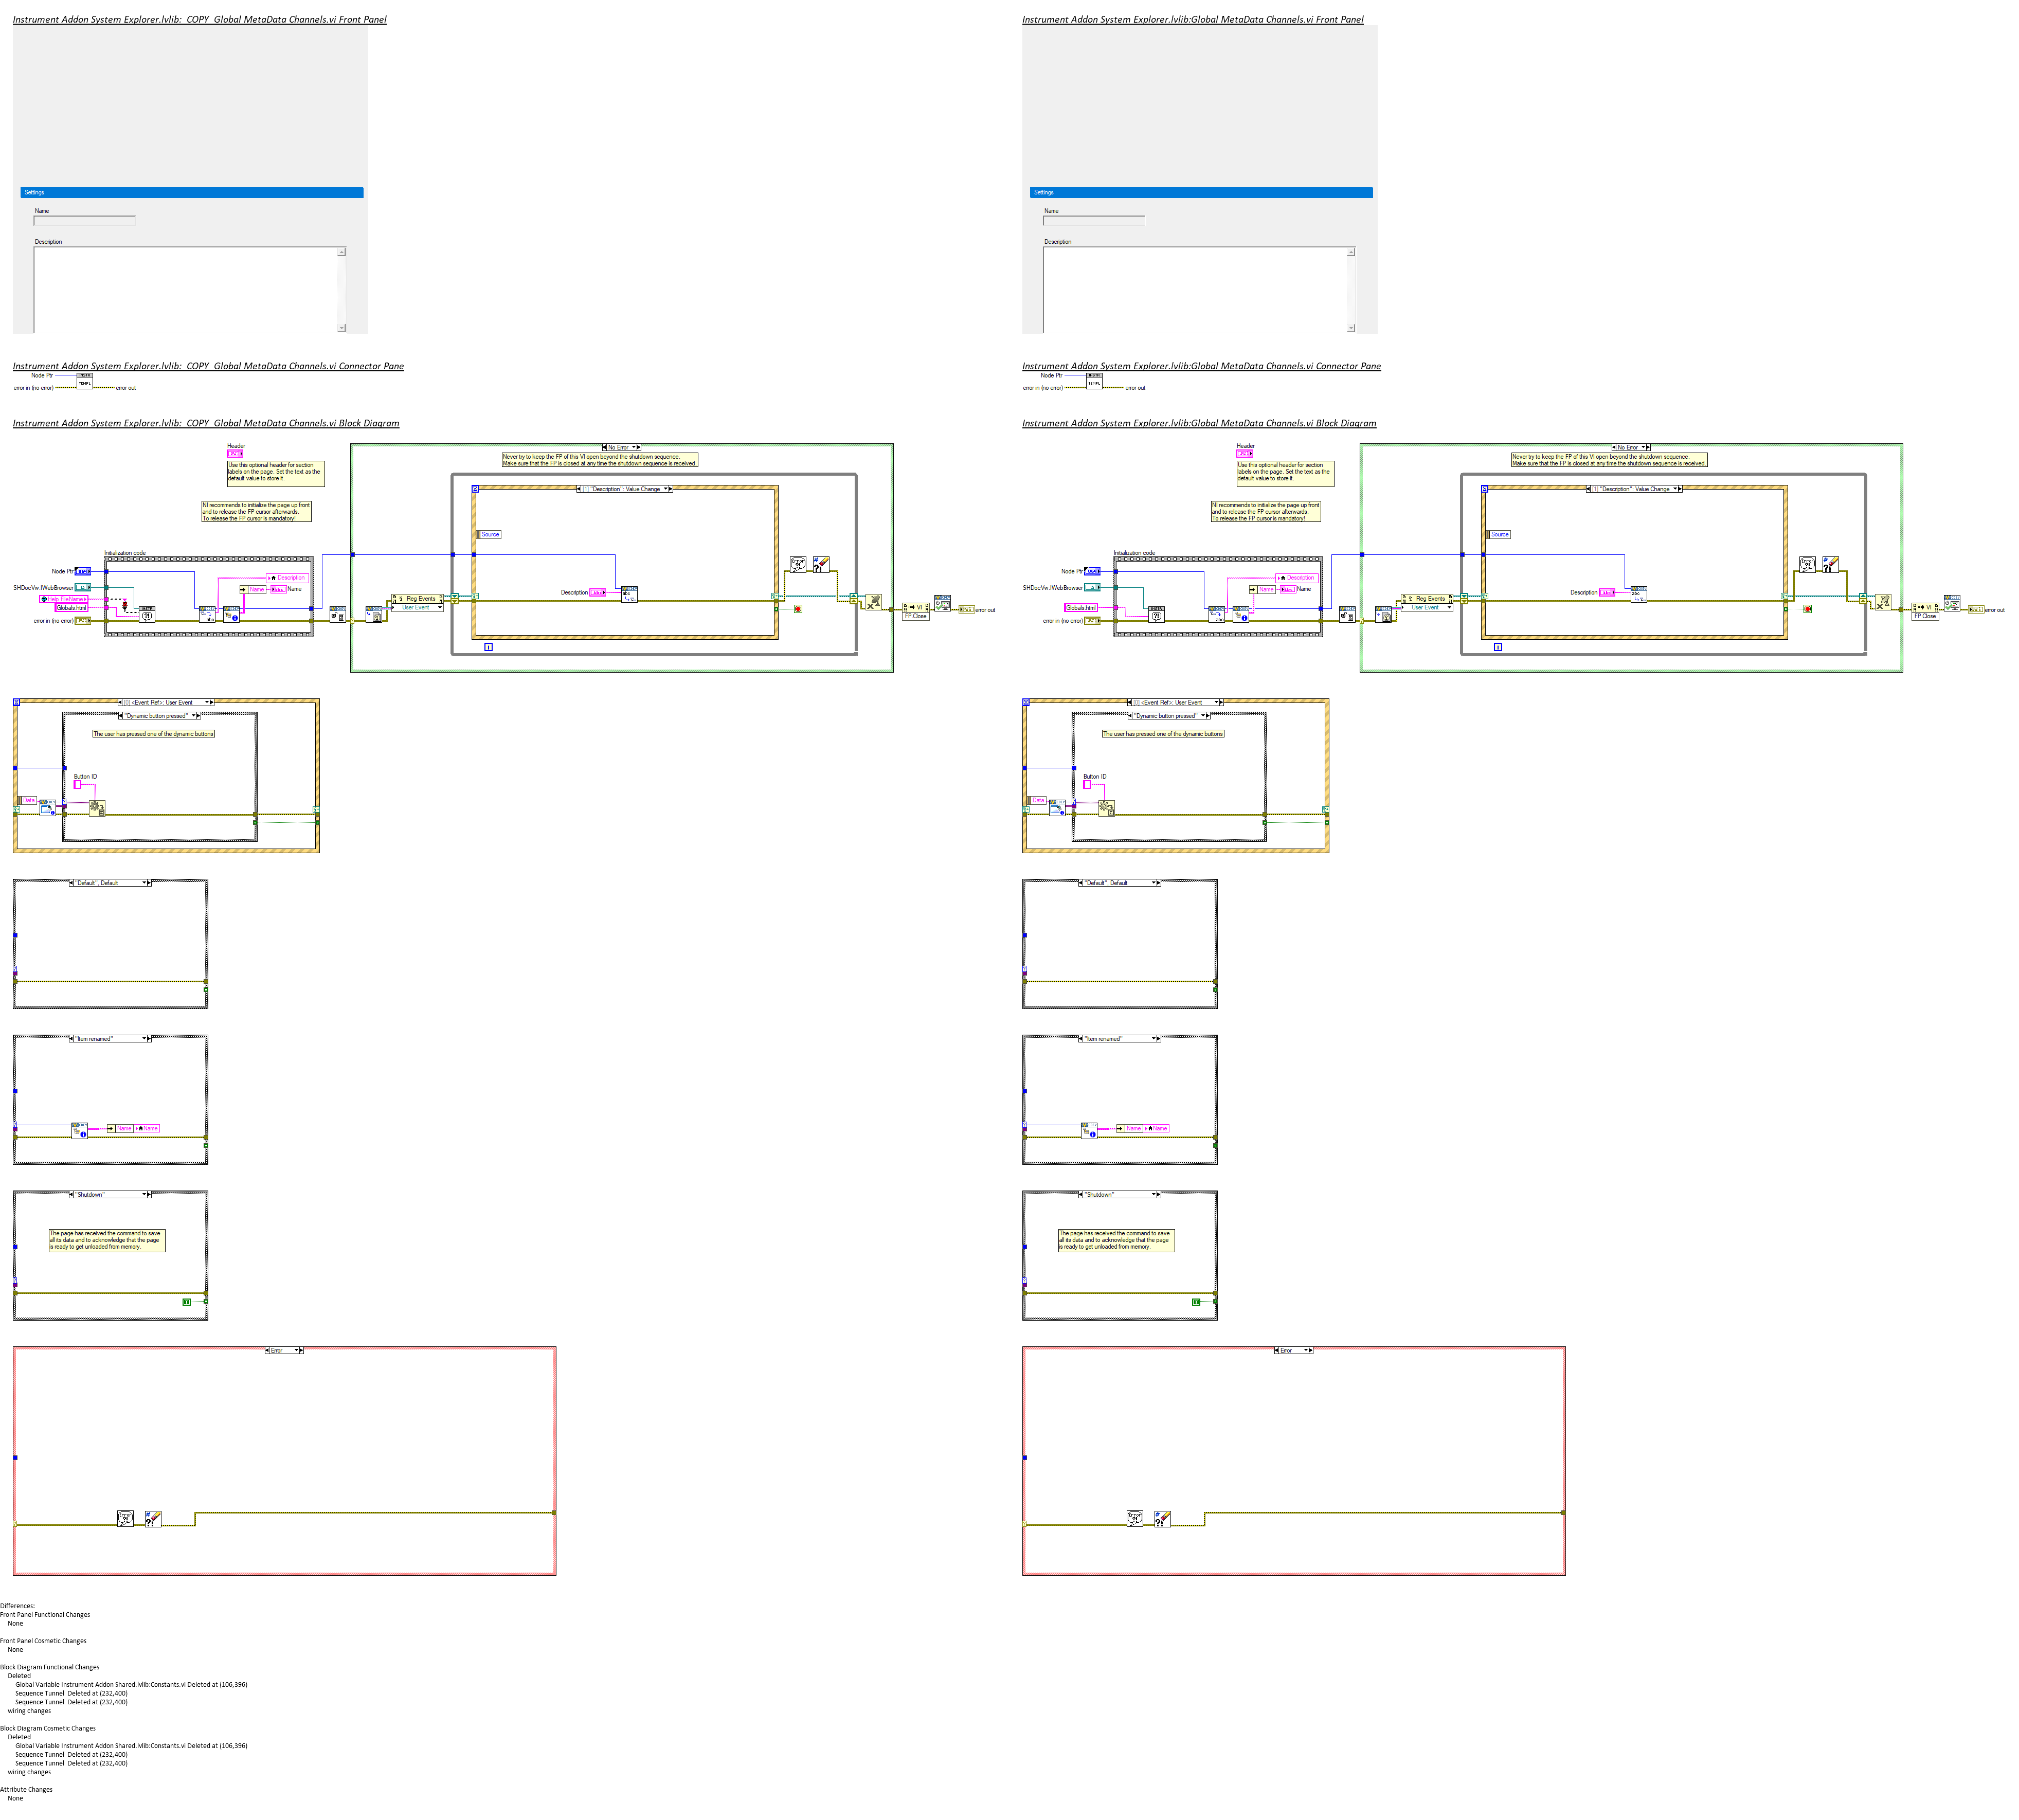 Instrument Addon System Explorer.lvlib:_COPY_Global MetaData Channels.vi Front Panel
Settings
Name
Description
Instrument Addon System Explorer.lvlib:_COPY_Global MetaData Channels.vi Connector Pane
Node Ptr
error in (no error)
error out
Instrument Addon System Explorer.lvlib:_COPY_Global MetaData Channels.vi Block Diagram
Header
Use this optional header for section
labels on the page. Set the text as the
default value to store it.
NI recommends to initialize the page up front
and to release the FP cursor afterwards.
To release the FP cursor is mandatory!
No Error
Never try to keep the FP of this VI open beyond the shutdown sequence.
Make sure that the FP is closed at any time the shutdown sequence is received.
[1] "Description": Value Change
Source
Initialization code
Node Ptr
SHDocVw.IWebBrowser
Help: FileName
Globals.html
error in (no error)
Description
Name
Name
Reg Events
User Event
Description
VI
FP Close
error out
[0] <Event Ref>: User Event
"Dynamic button pressed"
The user has pressed one of the dynamic buttons
Button ID
Data
"Default", Default
"Item renamed"
Name
Name
"Shutdown"
The page has received the command to save
all its data and to acknowledge that the page
is ready to get unloaded from memory.
Error
Instrument Addon System Explorer.lvlib:Global MetaData Channels.vi Front Panel
Settings
Name
Description
Instrument Addon System Explorer.lvlib:Global MetaData Channels.vi Connector Pane
Node Ptr
error in (no error)
error out
Instrument Addon System Explorer.lvlib:Global MetaData Channels.vi Block Diagram
Header
Use this optional header for section
labels on the page. Set the text as the
default value to store it.
NI recommends to initialize the page up front
and to release the FP cursor afterwards.
To release the FP cursor is mandatory!
No Error
Never try to keep the FP of this VI open beyond the shutdown sequence.
Make sure that the FP is closed at any time the shutdown sequence is received.
[1] "Description": Value Change
Source
Initialization code
Node Ptr
SHDocVw.IWebBrowser
Globals.html
error in (no error)
Description
Name
Name
Reg Events
User Event
Description
VI
FP Close
error out
[0] <Event Ref>: User Event
"Dynamic button pressed"
The user has pressed one of the dynamic buttons
Button ID
Data
"Default", Default
"Item renamed"
Name
Name
"Shutdown"
The page has received the command to save
all its data and to acknowledge that the page
is ready to get unloaded from memory.
Error
Differences:
Front Panel Functional Changes
None
Front Panel Cosmetic Changes
None
Block Diagram Functional Changes
Deleted
Global Variable Instrument Addon Shared.lvlib:Constants.vi Deleted at (106,396)
Sequence Tunnel  Deleted at (232,400)
Sequence Tunnel  Deleted at (232,400)
wiring changes
Block Diagram Cosmetic Changes
Deleted
Global Variable Instrument Addon Shared.lvlib:Constants.vi Deleted at (106,396)
Sequence Tunnel  Deleted at (232,400)
Sequence Tunnel  Deleted at (232,400)
wiring changes
Attribute Changes
None